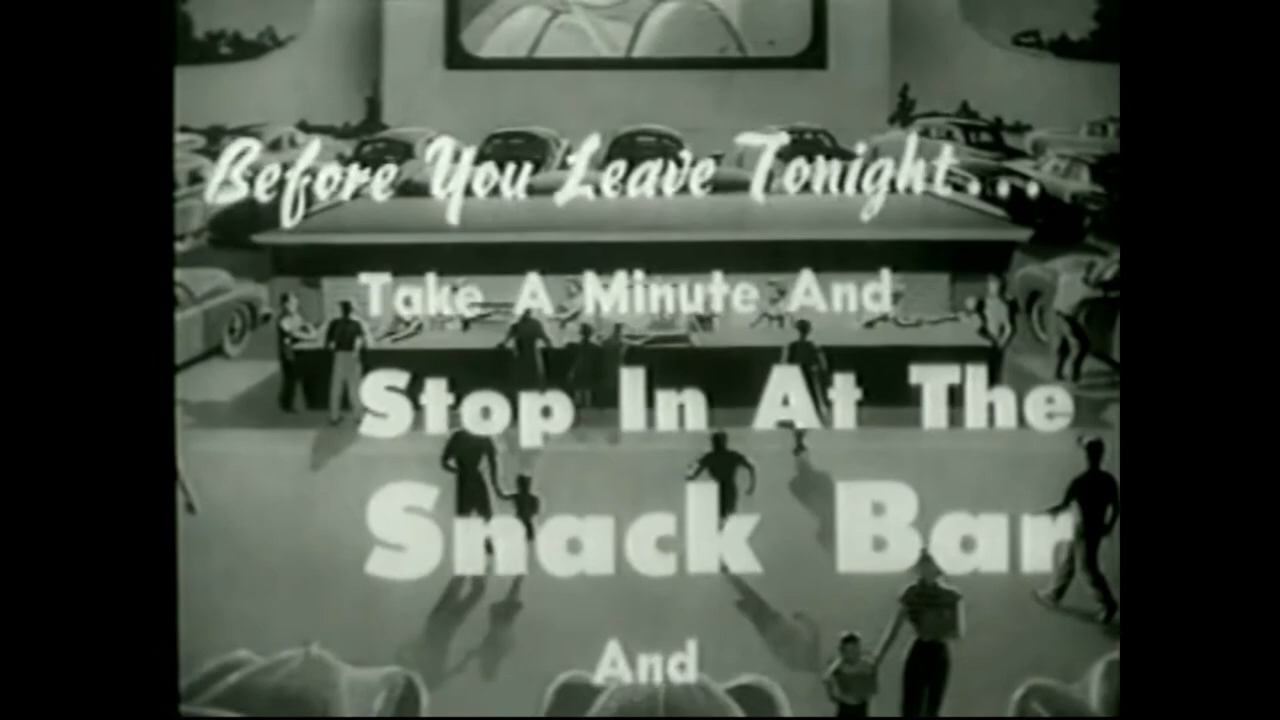 Before You Leave Tonight...
Take A Minute And
Stop In At The
Snack Bar
And